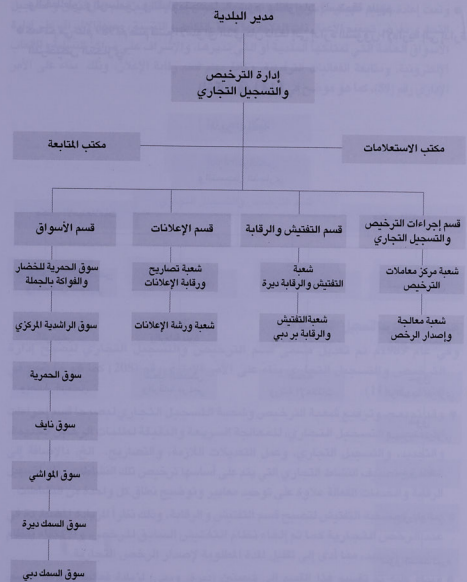 مدير البلدية
إدارة الترخيص
والتسجيل التجاري
مكتب الاستعلامات
مكتب المتابعة
قسم إجراءات الترخيص
والتسجيل التجاري
قسم التفتيش والرقابة
قسم الإعلانات
قسم الأسواق
شعبة مركز معاملات
الترخيص
شعبة
التفتيش والرقابة ديرة
شعبة تصاريح
ورقابة الإعلانات
سوق الحمرية للخضار
والفواكة بالجملة
شعبة معالجة
وإصدار الرخص
شعبةالتفتيش
والرقابة بر دبي
شعبة ورشة الإعلانات
سوق الراشدية المركزي
سوق الحمرية
سوق نايف
سوق المواشي
سوق السمك ديرة
سوق السمك دبي